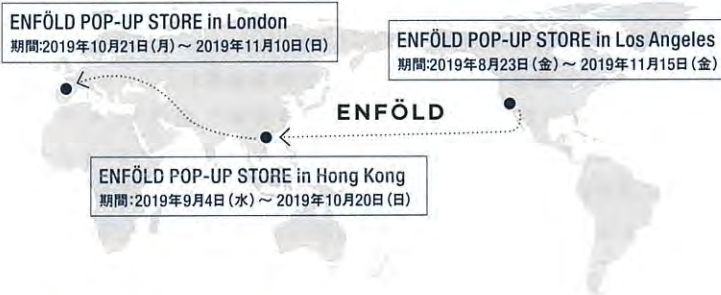 ENFÖLD POP-UP STORE in London
期間:2019年10月21日(月)～2019年11月10日(日)
ENFÖLD POP-UP STORE in Los Angeles
期間:2019年8月23日(金)～2019年11月15日(金)
ENFÖLD
ENFÖLD POP-UP STORE in Hong Kong
期間:2019年9月4日(水)～2019年10月20日(日)